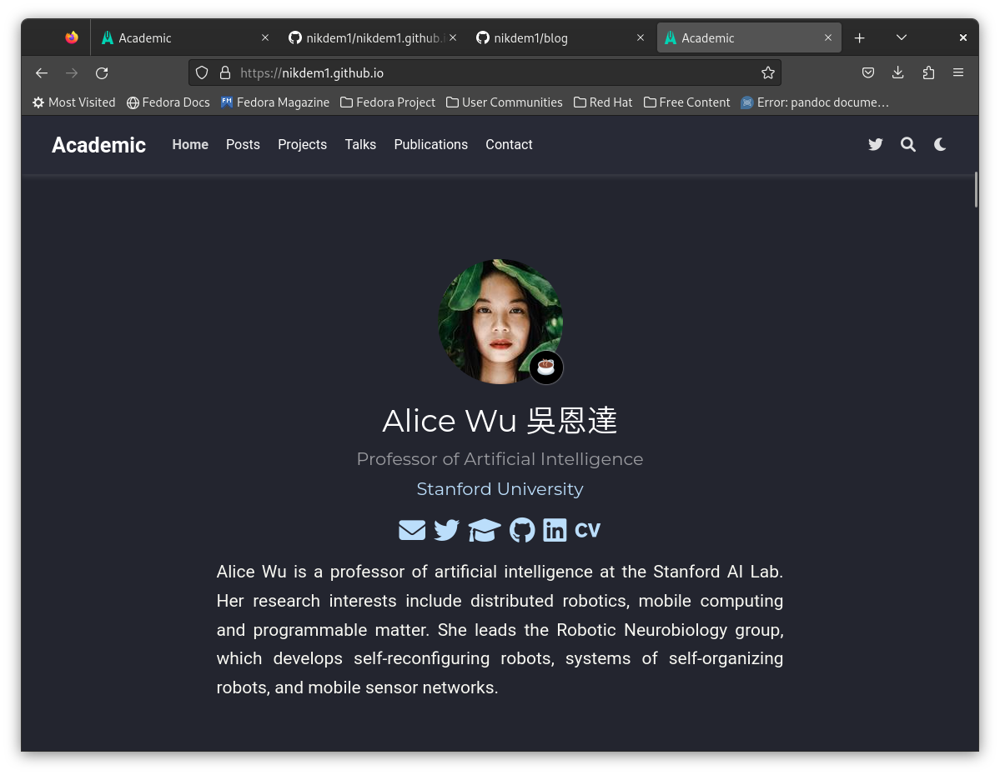 Academic
nikdem1/nikdem1.github.i
nikdem1/blog
Academic
https://nikdem1.github.io
Most Visited Fedora Docs Fedora Magazine Fedora Project User Communities Red Hat Free Content Error: pandoc docume…
Academic Home Posts Projects Talks Publications Contact
Alice Wu 吳恩達
Professor of Artificial Intelligence
Stanford University
CV
Alice Wu is a professor of artificial intelligence at the Stanford AI Lab.
Her research interests include distributed robotics, mobile computing
and programmable matter. She leads the Robotic Neurobiology group,
which develops self-reconfiguring robots, systems of self-organizing
robots, and mobile sensor networks.